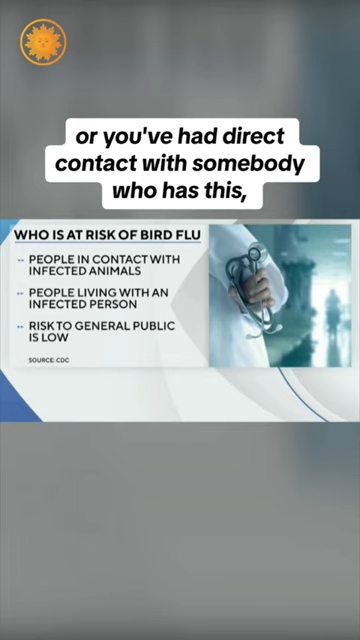 or you've had direct
contact with somebody
who has this,
WHO IS AT RISK OF BIRD FLU
PEOPLE IN CONTACT WITH
INFECTED ANIMALS
PEOPLE LIVING WITH AN
INFECTED PERSON
RISK TO GENERAL PUBLIC
IS LOW
SOURCE: CDC